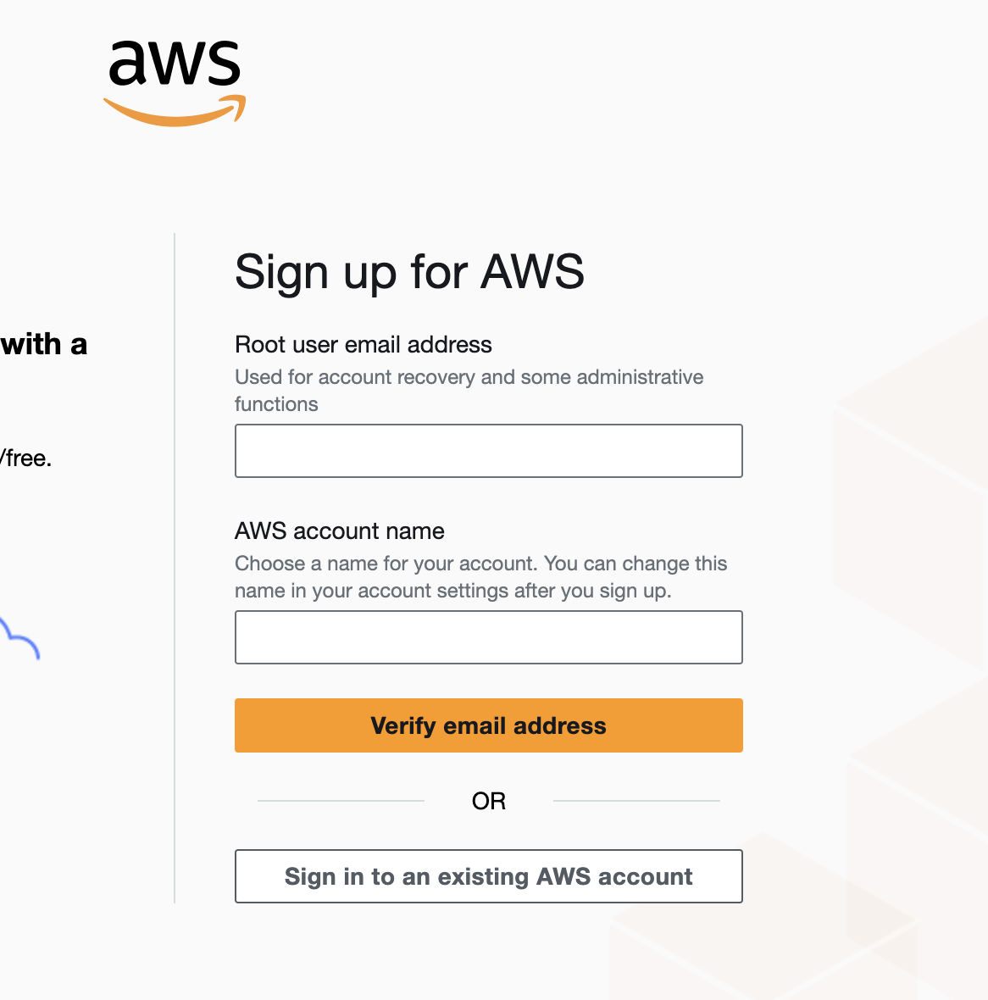 aws
Sign up for AWS
with a
/free.
Root user email address
Used for account recovery and some administrative
functions
AWS account name
Choose a name for your account. You can change this
name in your account settings after you sign up.
Verify email address
OR
Sign in to an existing AWS account